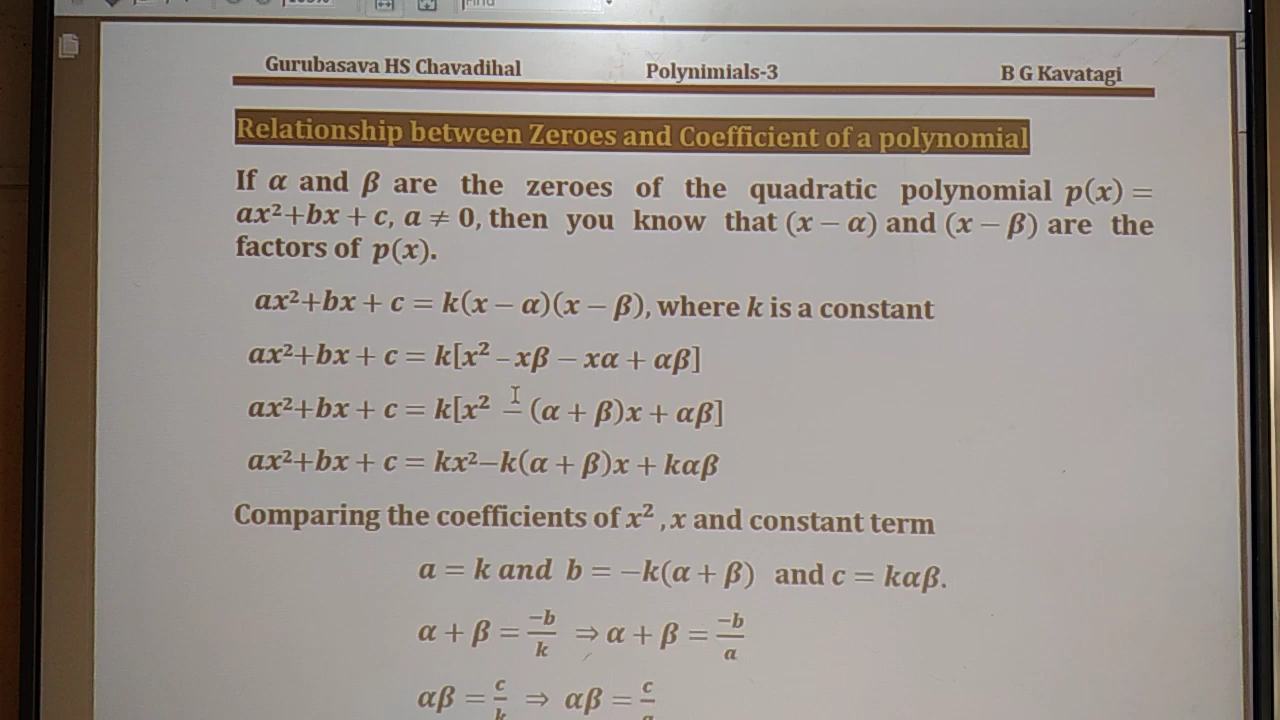 Gurubasava HS Chavadihal Polynimials-3 B G Kavatagi
Relationship between Zeroes and Coefficient of a polynomial
If α and β are the zeroes of the quadratic polynomial p(x) =
ax²+bx + c, a ≠ 0, then you know that (x − α) and (x − β) are the
factors of p(x).
ax²+bx + c = k(x − α)(x − β), where k is a constant
ax²+bx + c = k[x² − xβ − xα + αβ]
ax²+bx + c = k[x² − (α + β)x + αβ]
ax²+bx + c = kx²−k(α + β)x + kαβ
Comparing the coefficients of x² , x and constant term
a = k and b = −k(α + β) and c = kαβ.
α + β = −b/k ⇒ α + β = −b/a
αβ = c/k ⇒ αβ = c/a